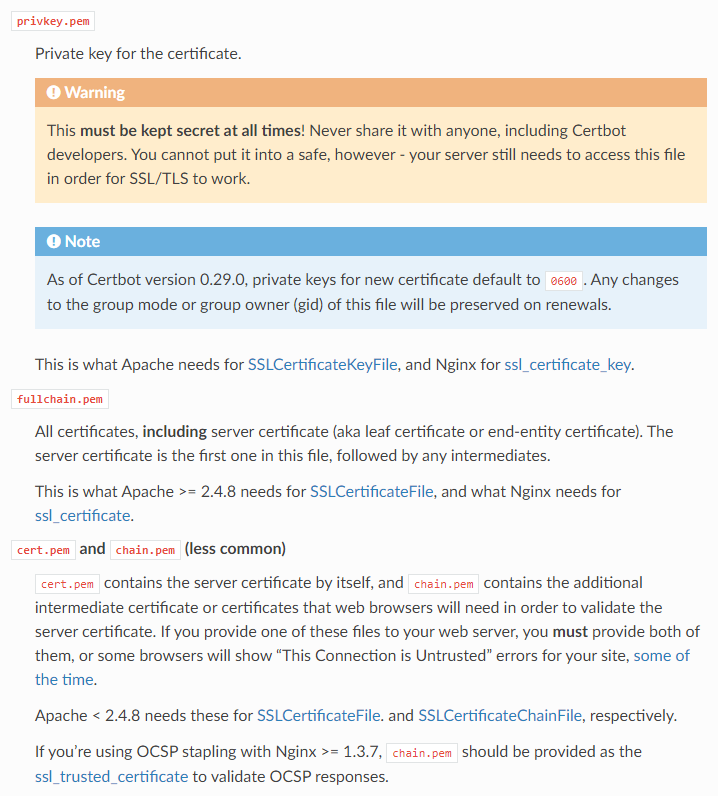 privkey.pem
Private key for the certificate.
Warning
This must be kept secret at all times! Never share it with anyone, including Certbot
developers. You cannot put it into a safe, however - your server still needs to access this file
in order for SSL/TLS to work.
Note
As of Certbot version 0.29.0, private keys for new certificate default to 0600. Any changes
to the group mode or group owner (gid) of this file will be preserved on renewals.
This is what Apache needs for SSLCertificateKeyFile, and Nginx for ssl_certificate_key.
fullchain.pem
All certificates, including server certificate (aka leaf certificate or end-entity certificate). The
server certificate is the first one in this file, followed by any intermediates.
This is what Apache >= 2.4.8 needs for SSLCertificateFile, and what Nginx needs for
ssl_certificate.
cert.pem and chain.pem (less common)
cert.pem contains the server certificate by itself, and chain.pem contains the additional
intermediate certificate or certificates that web browsers will need in order to validate the
server certificate. If you provide one of these files to your web server, you must provide both of
them, or some browsers will show “This Connection is Untrusted” errors for your site, some of
the time.
Apache < 2.4.8 needs these for SSLCertificateFile. and SSLCertificateChainFile, respectively.
If you’re using OCSP stapling with Nginx >= 1.3.7, chain.pem should be provided as the
ssl_trusted_certificate to validate OCSP responses.